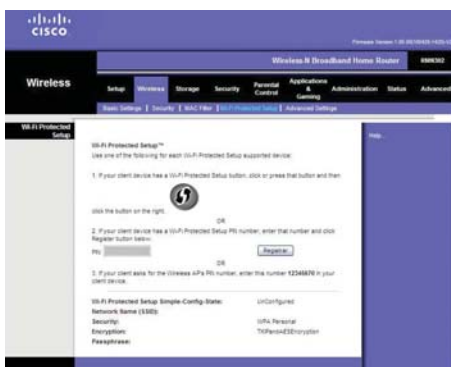 CISCO
Wireless-N Broadband Home Router
Wireless
Setup Wireless Storage Security Parental Control Applications & Gaming Administration Status Advanced
Basic Settings | Security | MAC Filter | Wi-Fi Protected Setup | Advanced Settings
Wi-Fi Protected Setup
Help...
Wi-Fi Protected Setup™
Use one of the following for each Wi-Fi Protected Setup supported device:
1. If your client device has a Wi-Fi Protected Setup button, click or press that button and then
click the button on the right.
OR
2. If your client device has a Wi-Fi Protected Setup PIN number, enter that number and click
Register button below.
PIN: Register
OR
3. If your client asks for the Wireless AP's PIN number, enter this number 12345670 in your
client device.
Wi-Fi Protected Setup Simple-Config-State: UnConfigured
Network Name (SSID):
Security: WPA Personal
Encryption: TKIPandAESEncryption
Passphrase: